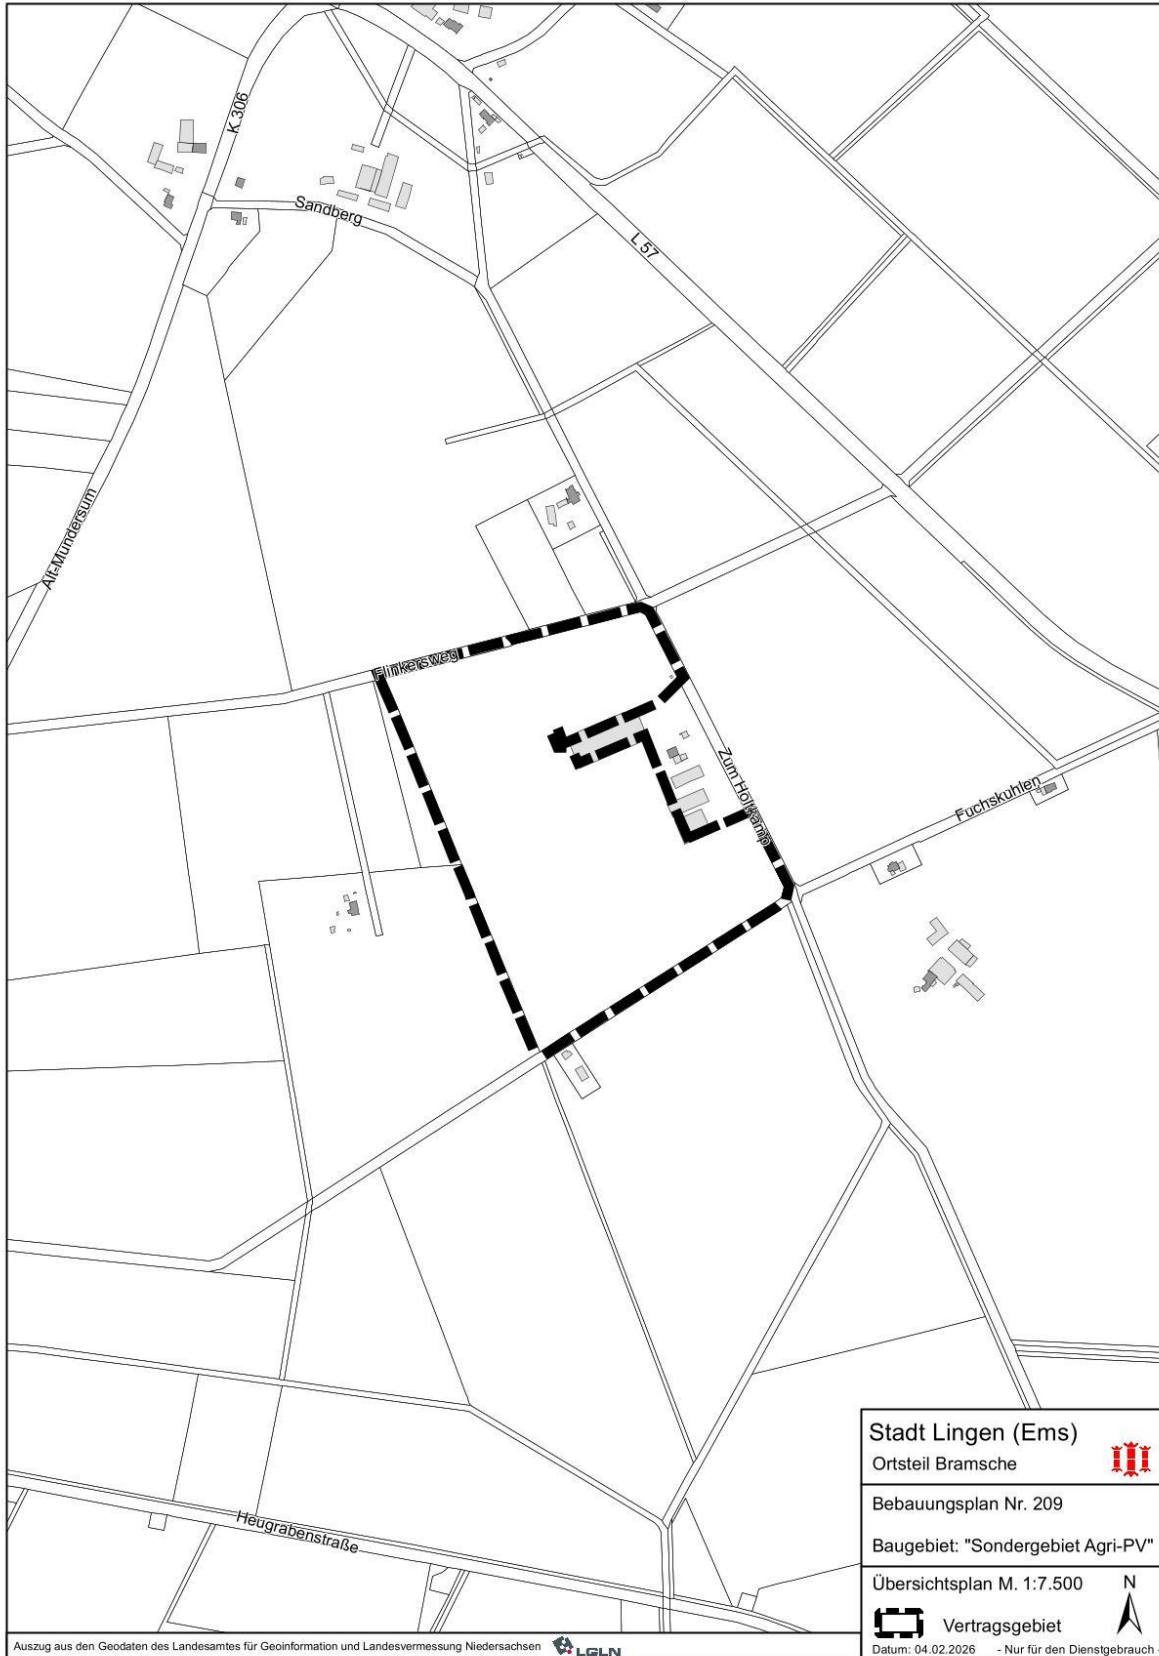 K 306
Sandberg
L 57
Alt-Mundersum
Flinkersweg
Zum Holtkamp
Fuchskuhlen
Heugrabenstraße
Stadt Lingen (Ems)
Ortsteil Bramsche
Bebauungsplan Nr. 209
Baugebiet: "Sondergebiet Agri-PV"
Übersichtsplan M. 1:7.500
N
Vertragsgebiet
Datum: 04.02.2026 - Nur für den Dienstgebrauch -
Auszug aus den Geodaten des Landesamtes für Geoinformation und Landesvermessung Niedersachsen
LGLN